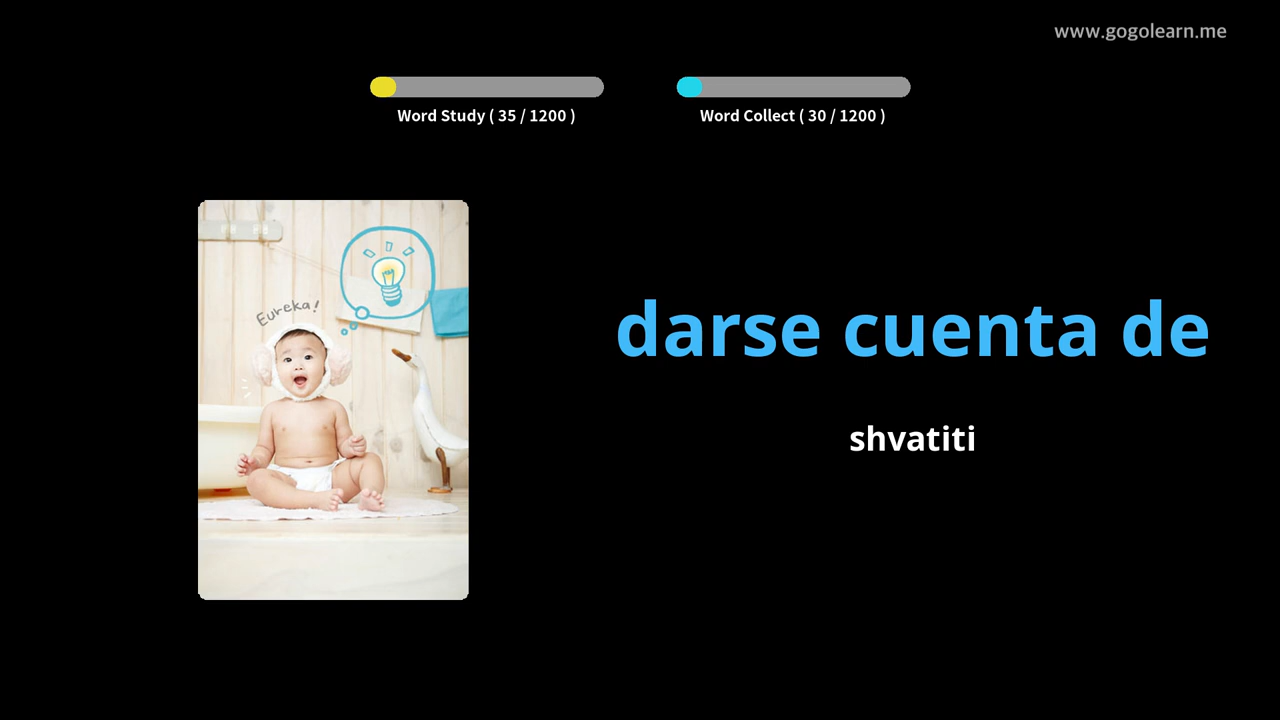 www.gogolearn.me
Word Study ( 35 / 1200 )
Word Collect ( 30 / 1200 )
Eureka!
darse cuenta de
shvatiti